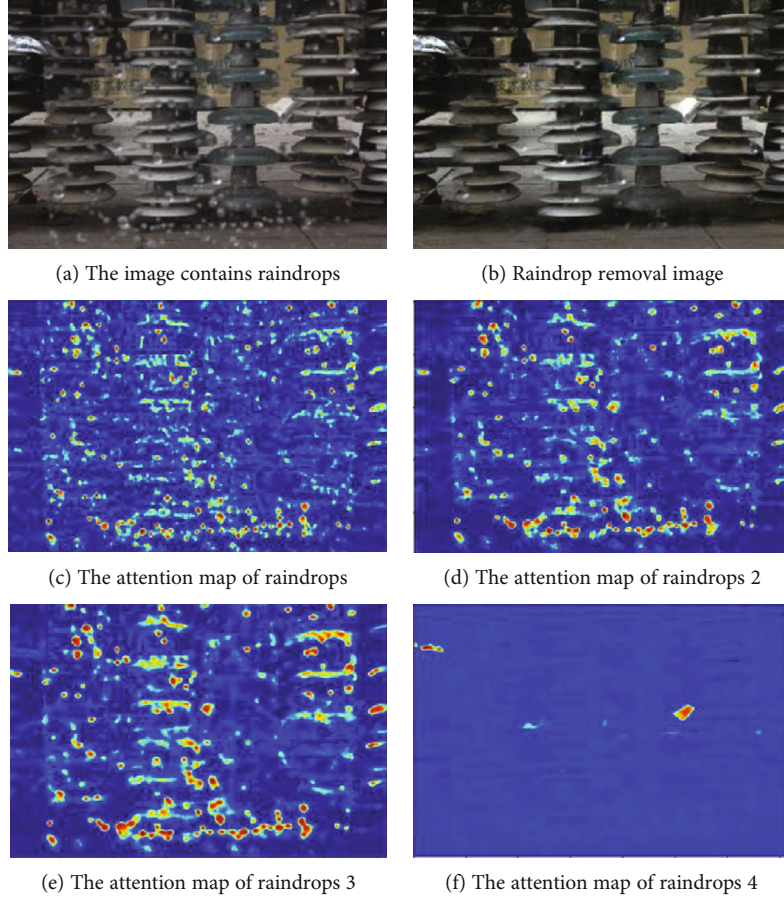 (a) The image contains raindrops
(b) Raindrop removal image
(c) The attention map of raindrops
(d) The attention map of raindrops 2
(e) The attention map of raindrops 3
(f) The attention map of raindrops 4